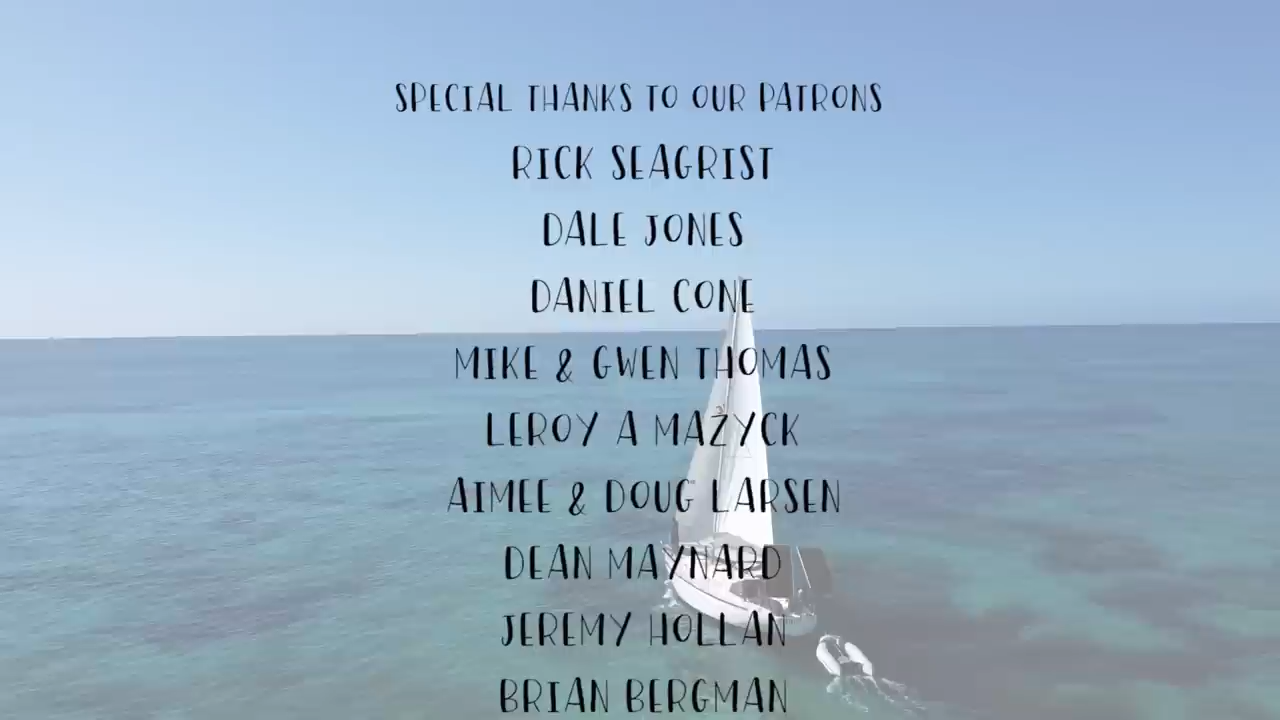 SPECIAL THANKS TO OUR PATRONS
RICK SEAGRIST
DALE JONES
DANIEL CONE
MIKE & GWEN THOMAS
LEROY A MAZYCK
AIMEE & DOUG LARSEN
DEAN MAYNARD
JEREMY HOLLAN
BRIAN BERGMAN